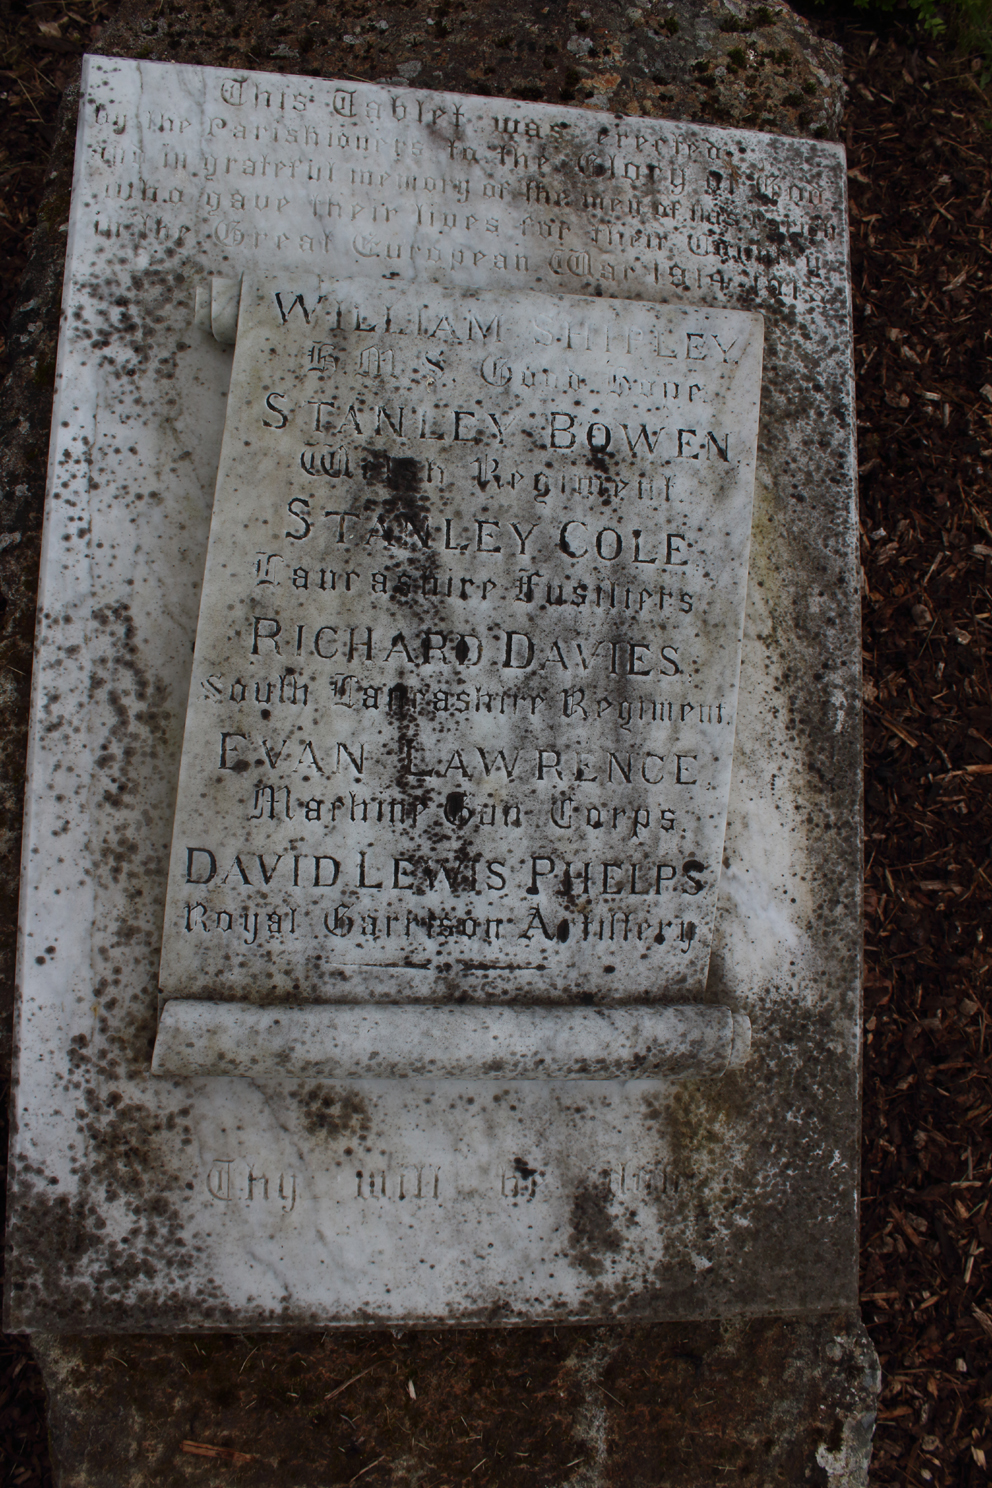 This Tablet was erected
by the Parishioners to the Glory of God
and in grateful memory of the men of this
who gave their lives for their Country
in the Great European War 1914
WILLIAM SHIPLEY
H.M.S. Good Hope
STANLEY BOWEN
Welsh Regiment
STANLEY COLE
Lancashire Fusiliers
RICHARD DAVIES
South Lancashire Regiment.
EVAN LAWRENCE
Machine Gun Corps
DAVID LEWIS PHELPS
Royal Garrison Artillery
Thy will be done